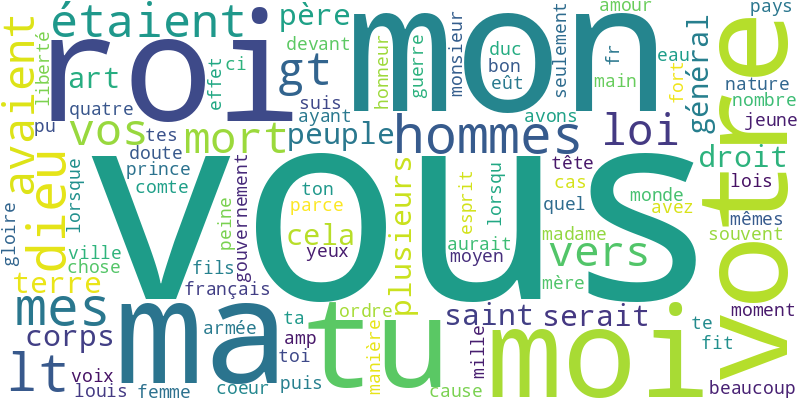 étaient
père
amour
pays
roi
mon
vous
votre
avaient
liberté
art
quatre
effet
ci
gt
devant
suis
ayant
honneur
guerre
monsieur
duc
bon
eût
seulement
fr
main
eau
fort
général
nature
nombre
jeune
pu
vos
tes
mort
peuple
hommes
avons
loi
droit
dieu
lorsque
doute
prince
comte
ton
parce
cela
yeux
plusieurs
esprit
lorsqu
aurait
moyen
tête
cas
quel
monde
avez
lois
mêmes
souvent
madame
vers
mère
gloire
ville
chose
terre
fils
français
peine
gouvernement
mes
corps
lt
voix
louis
femme
ma
armée
coeur
ta
amp
toi
puis
tu
ordre
manière
saint
serait
mille
cause
moi
te
fit
moment
beaucoup